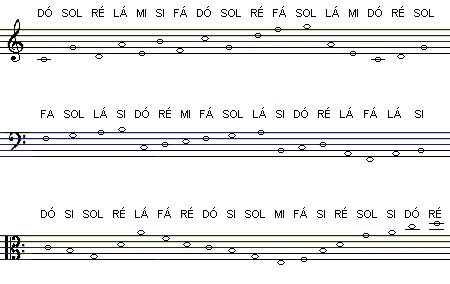 DÓ SOL RÉ LÁ MI SI FÁ DÓ SOL RÉ FÁ SOL LÁ MI DÓ RÉ SOL
FA SOL LÁ SI DÓ RÉ MI FÁ SOL LÁ SI DÓ RÉ LÁ FÁ LÁ SI
DÓ SI SOL RÉ LÁ FÁ RÉ DÓ SI SOL MI FÁ SI RÉ SOL SI DÓ RÉ